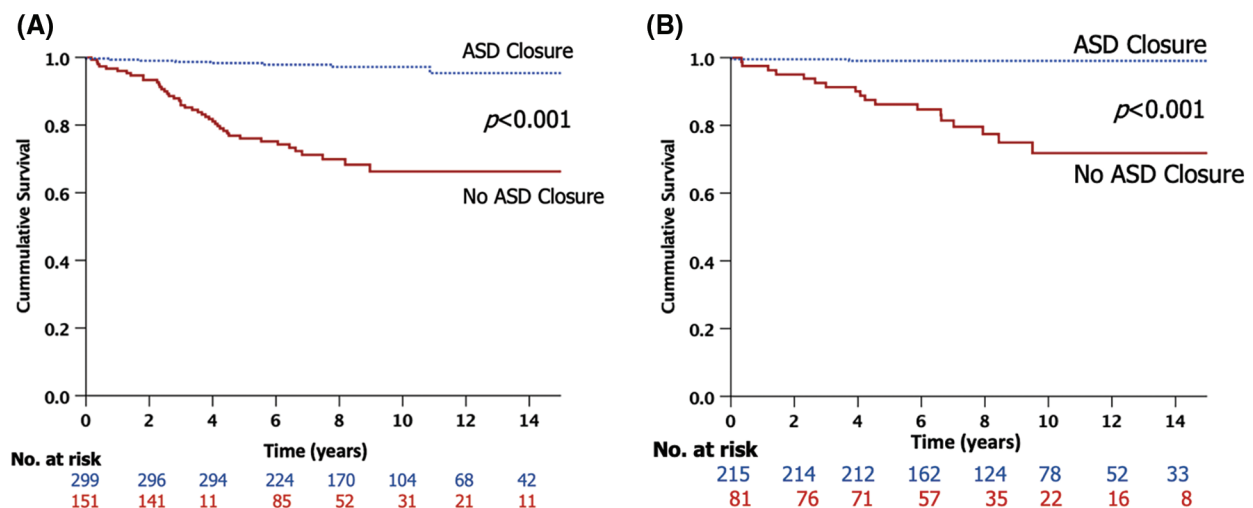 (A)
ASD Closure
1.0
0.8
0.6
0.4
0.2
0.0
Cummulative Survival
p<0.001
No ASD Closure
0 2 4 6 8 10 12 14
Time (years)
No. at risk
299 296 294 224 170 104 68 42
151 141 11 85 52 31 21 11
(B)
ASD Closure
1.0
0.8
0.6
0.4
0.2
0.0
Cummulative Survival
p<0.001
No ASD Closure
0 2 4 6 8 10 12 14
Time (years)
No. at risk
215 214 212 162 124 78 52 33
81 76 71 57 35 22 16 8